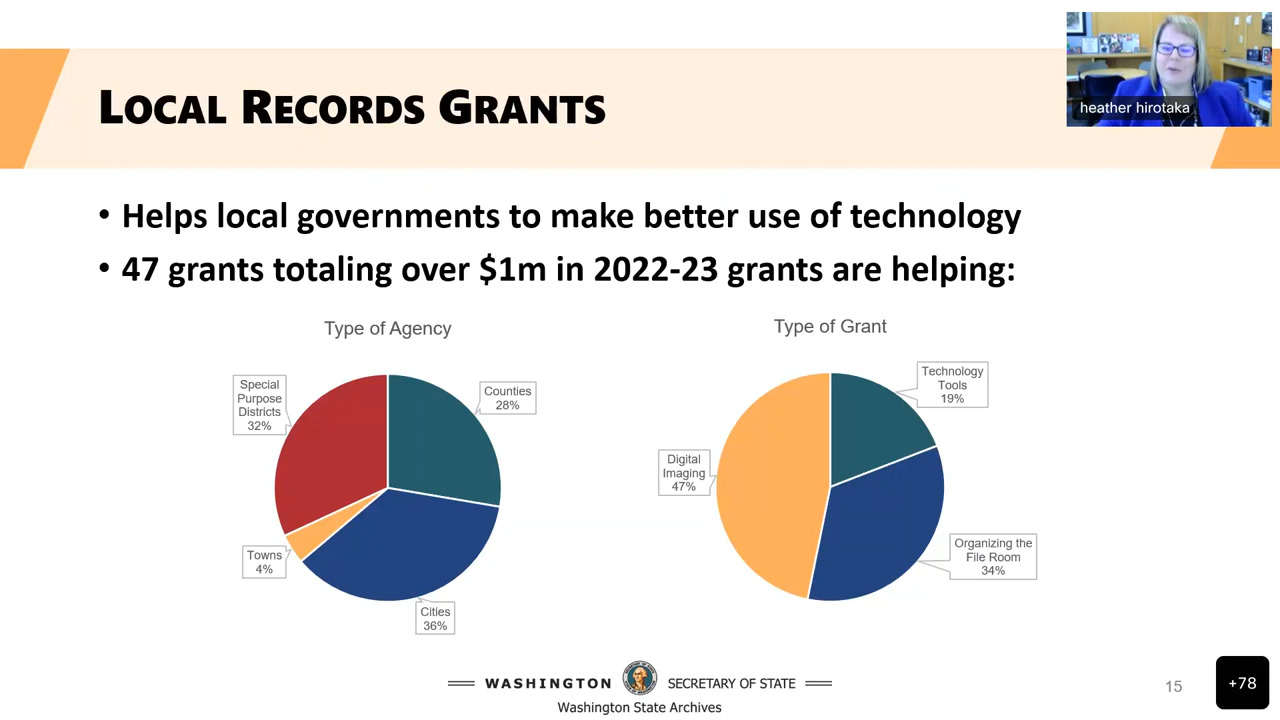 LOCAL RECORDS GRANTS
heather hirotaka
• Helps local governments to make better use of technology
• 47 grants totaling over $1m in 2022-23 grants are helping:
Type of Agency
Special
Purpose
Districts
32%
Counties
28%
Towns
4%
Cities
36%
Type of Grant
Technology
Tools
19%
Digital
Imaging
47%
Organizing the
File Room
34%
WASHINGTON SECRETARY OF STATE
Washington State Archives
15
+78